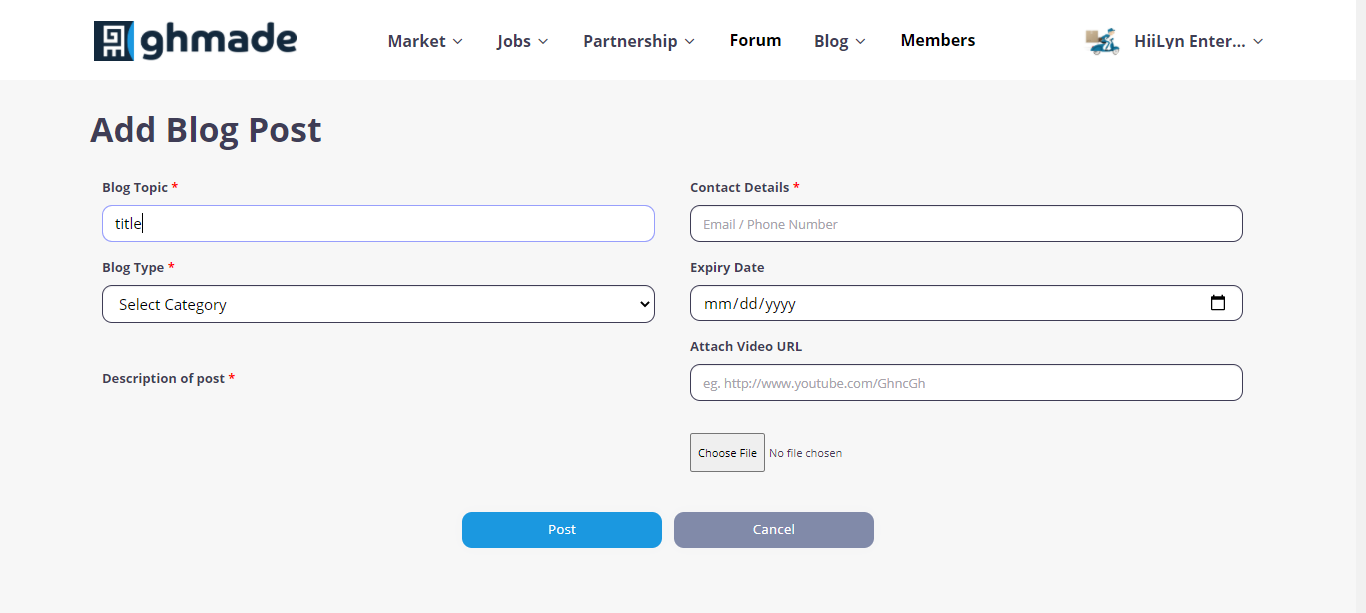 ghmade Market Jobs Partnership Forum Blog Members HiiLyn Enter...
Add Blog Post
Blog Topic *
title
Blog Type *
Select Category
Description of post *
Contact Details *
Email / Phone Number
Expiry Date
mm/dd/yyyy
Attach Video URL
eg. http://www.youtube.com/GhncGh
Choose File No file chosen
Post Cancel